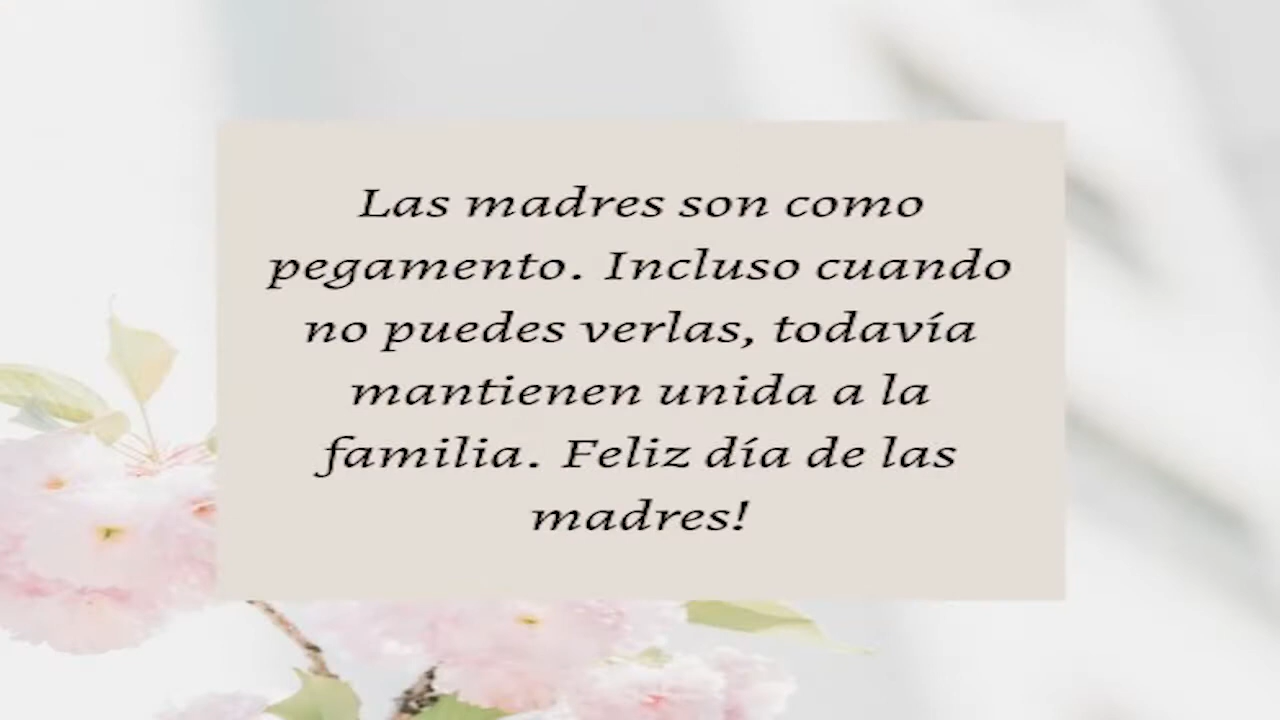 Las madres son como
pegamento. Incluso cuando
no puedes verlas, todavía
mantienen unida a la
familia. Feliz día de las
madres!